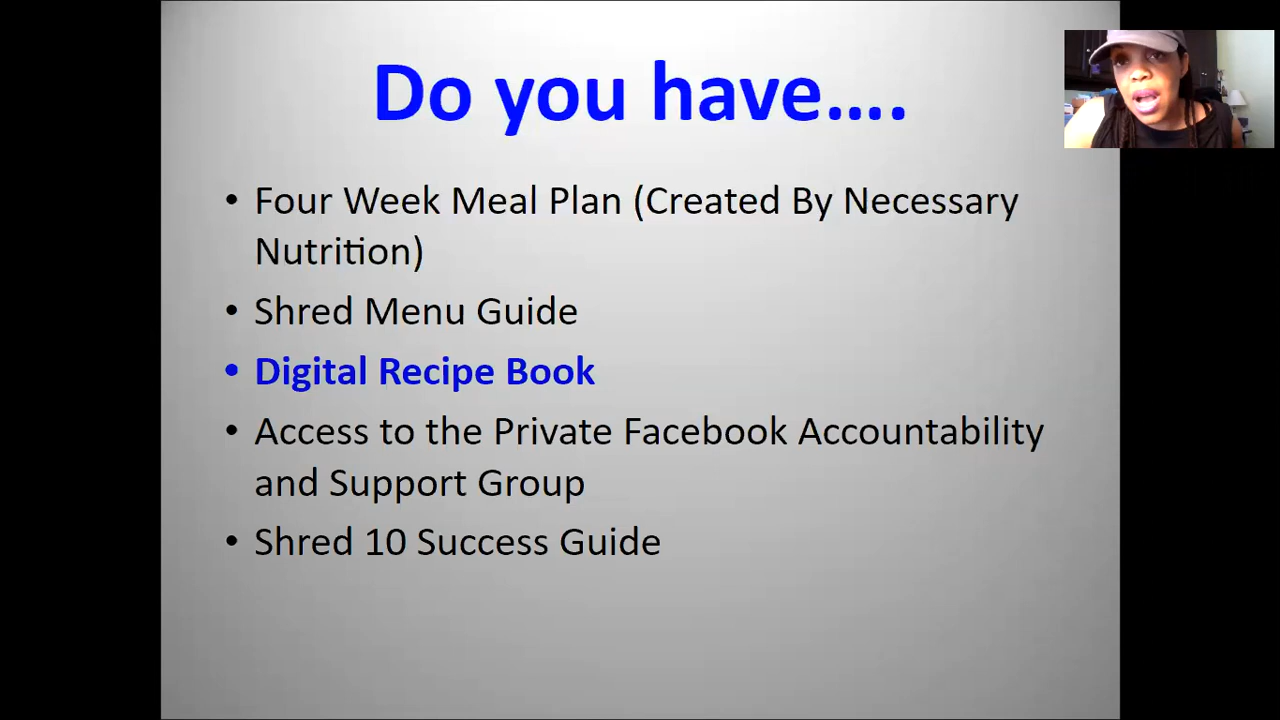 Do you have….
• Four Week Meal Plan (Created By Necessary
Nutrition)
• Shred Menu Guide
• Digital Recipe Book
• Access to the Private Facebook Accountability
and Support Group
• Shred 10 Success Guide